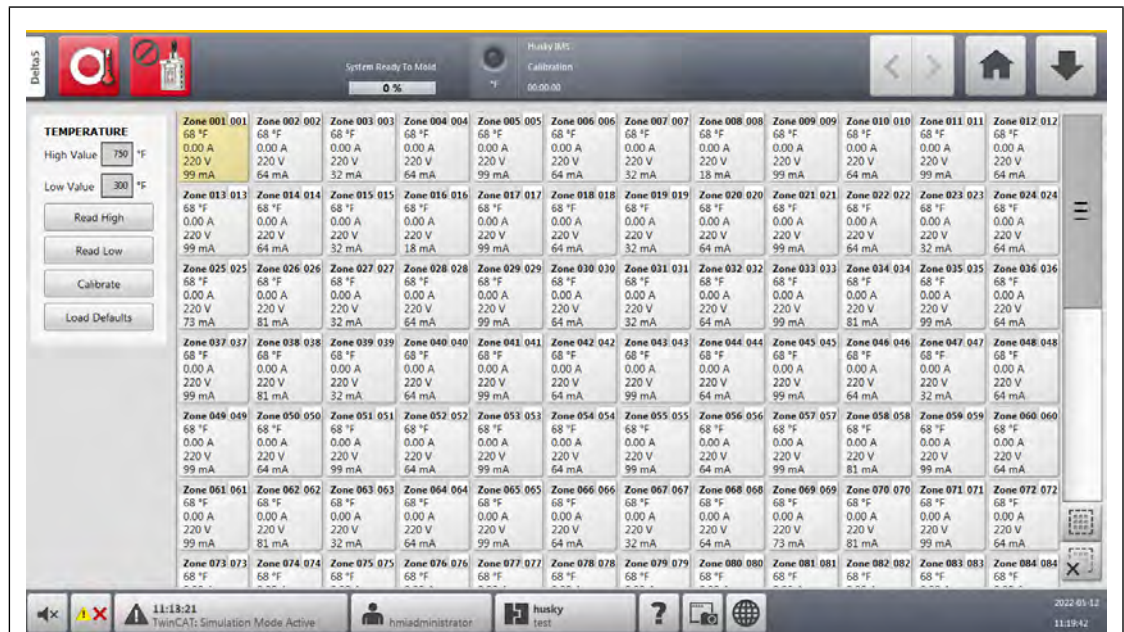 Delta5
System Ready To Mold
0 %
°F
Husky IMS
Calibration
00:00:00
TEMPERATURE
High Value 750 °F
Low Value 300 °F
Read High
Read Low
Calibrate
Load Defaults
Zone 001 001 Zone 002 002 Zone 003 003 Zone 004 004 Zone 005 005 Zone 006 006 Zone 007 007 Zone 008 008 Zone 009 009 Zone 010 010 Zone 011 011 Zone 012 012
68 °F 68 °F 68 °F 68 °F 68 °F 68 °F 68 °F 68 °F 68 °F 68 °F 68 °F 68 °F
0.00 A 0.00 A 0.00 A 0.00 A 0.00 A 0.00 A 0.00 A 0.00 A 0.00 A 0.00 A 0.00 A 0.00 A
220 V 220 V 220 V 220 V 220 V 220 V 220 V 220 V 220 V 220 V 220 V 220 V
99 mA 64 mA 32 mA 64 mA 99 mA 64 mA 32 mA 18 mA 99 mA 64 mA 99 mA 64 mA
Zone 013 013 Zone 014 014 Zone 015 015 Zone 016 016 Zone 017 017 Zone 018 018 Zone 019 019 Zone 020 020 Zone 021 021 Zone 022 022 Zone 023 023 Zone 024 024
68 °F 68 °F 68 °F 68 °F 68 °F 68 °F 68 °F 68 °F 68 °F 68 °F 68 °F 68 °F
0.00 A 0.00 A 0.00 A 0.00 A 0.00 A 0.00 A 0.00 A 0.00 A 0.00 A 0.00 A 0.00 A 0.00 A
220 V 220 V 220 V 220 V 220 V 220 V 220 V 220 V 220 V 220 V 220 V 220 V
99 mA 64 mA 32 mA 18 mA 99 mA 64 mA 32 mA 64 mA 99 mA 64 mA 32 mA 64 mA
Zone 025 025 Zone 026 026 Zone 027 027 Zone 028 028 Zone 029 029 Zone 030 030 Zone 031 031 Zone 032 032 Zone 033 033 Zone 034 034 Zone 035 035 Zone 036 036
68 °F 68 °F 68 °F 68 °F 68 °F 68 °F 68 °F 68 °F 68 °F 68 °F 68 °F 68 °F
0.00 A 0.00 A 0.00 A 0.00 A 0.00 A 0.00 A 0.00 A 0.00 A 0.00 A 0.00 A 0.00 A 0.00 A
220 V 220 V 220 V 220 V 220 V 220 V 220 V 220 V 220 V 220 V 220 V 220 V
73 mA 81 mA 32 mA 64 mA 99 mA 64 mA 32 mA 64 mA 99 mA 81 mA 99 mA 64 mA
Zone 037 037 Zone 038 038 Zone 039 039 Zone 040 040 Zone 041 041 Zone 042 042 Zone 043 043 Zone 044 044 Zone 045 045 Zone 046 046 Zone 047 047 Zone 048 048
68 °F 68 °F 68 °F 68 °F 68 °F 68 °F 68 °F 68 °F 68 °F 68 °F 68 °F 68 °F
0.00 A 0.00 A 0.00 A 0.00 A 0.00 A 0.00 A 0.00 A 0.00 A 0.00 A 0.00 A 0.00 A 0.00 A
220 V 220 V 220 V 220 V 220 V 220 V 220 V 220 V 220 V 220 V 220 V 220 V
99 mA 81 mA 32 mA 64 mA 99 mA 64 mA 99 mA 64 mA 99 mA 64 mA 32 mA 64 mA
Zone 049 049 Zone 050 050 Zone 051 051 Zone 052 052 Zone 053 053 Zone 054 054 Zone 055 055 Zone 056 056 Zone 057 057 Zone 058 058 Zone 059 059 Zone 060 060
68 °F 68 °F 68 °F 68 °F 68 °F 68 °F 68 °F 68 °F 68 °F 68 °F 68 °F 68 °F
0.00 A 0.00 A 0.00 A 0.00 A 0.00 A 0.00 A 0.00 A 0.00 A 0.00 A 0.00 A 0.00 A 0.00 A
220 V 220 V 220 V 220 V 220 V 220 V 220 V 220 V 220 V 220 V 220 V 220 V
99 mA 64 mA 99 mA 64 mA 99 mA 64 mA 99 mA 64 mA 99 mA 81 mA 99 mA 64 mA
Zone 061 061 Zone 062 062 Zone 063 063 Zone 064 064 Zone 065 065 Zone 066 066 Zone 067 067 Zone 068 068 Zone 069 069 Zone 070 070 Zone 071 071 Zone 072 072
68 °F 68 °F 68 °F 68 °F 68 °F 68 °F 68 °F 68 °F 68 °F 68 °F 68 °F 68 °F
0.00 A 0.00 A 0.00 A 0.00 A 0.00 A 0.00 A 0.00 A 0.00 A 0.00 A 0.00 A 0.00 A 0.00 A
220 V 220 V 220 V 220 V 220 V 220 V 220 V 220 V 220 V 220 V 220 V 220 V
99 mA 81 mA 32 mA 64 mA 99 mA 64 mA 32 mA 64 mA 73 mA 81 mA 99 mA 64 mA
Zone 073 073 Zone 074 074 Zone 075 075 Zone 076 076 Zone 077 077 Zone 078 078 Zone 079 079 Zone 080 080 Zone 081 081 Zone 082 082 Zone 083 083 Zone 084 084
68 °F 68 °F 68 °F 68 °F 68 °F 68 °F 68 °F 68 °F 68 °F 68 °F 68 °F 68 °F
11:13:21
TwinCAT: Simulation Mode Active
hmiadministrator
husky
test
2022-05-12
11:19:42